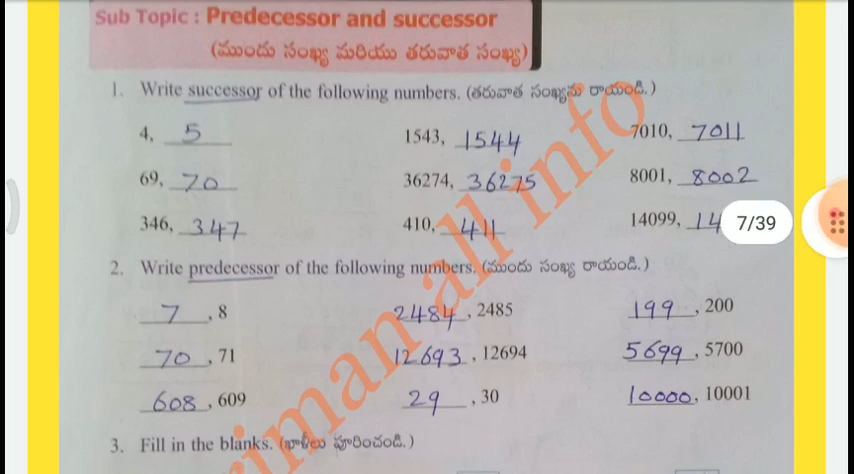 Sub Topic : Predecessor and successor
(ముందు సంఖ్య మరియు తరువాత సంఖ్య)
1. Write successor of the following numbers. (తరువాత సంఖ్యను రాయండి.)
4, 5 1543, 1544 7010, 7011
69, 70 36274, 36275 8001, 8002
346, 347 410, 411 14099, 14
7/39
2. Write predecessor of the following numbers. (ముందు సంఖ్య రాయండి.)
7, 8 2484, 2485 199, 200
70, 71 12693, 12694 5699, 5700
608, 609 29, 30 10000, 10001
3. Fill in the blanks. (ఖాళీలు పూరించండి.)
riman all info